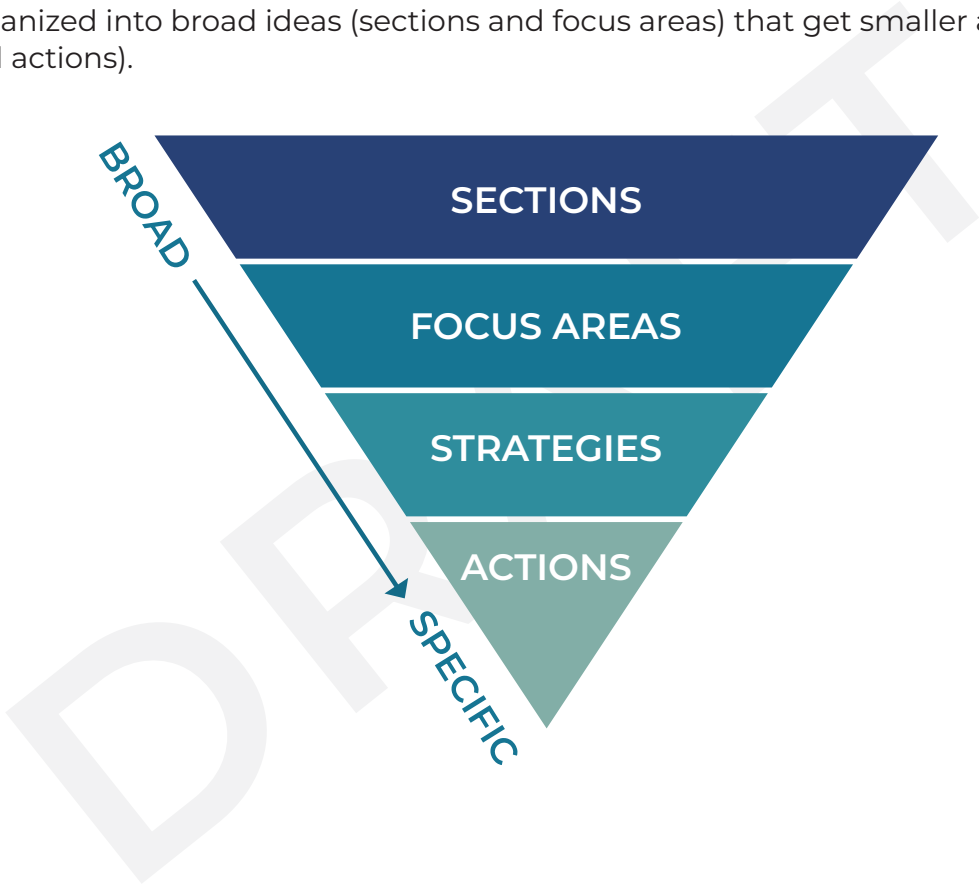 anized into broad ideas (sections and focus areas) that get smaller a
l actions).
BROAD
SECTIONS
FOCUS AREAS
STRATEGIES
ACTIONS
SPECIFIC
DRAFT